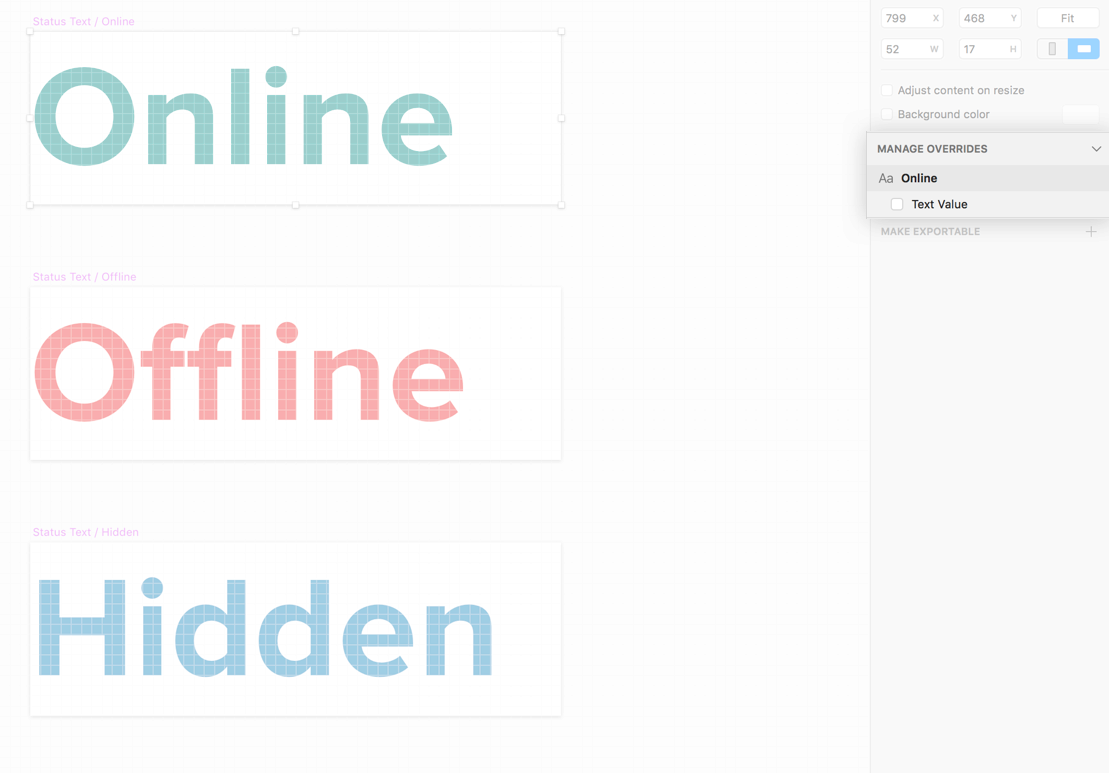 Status Text / Online
Online
Status Text / Offline
Offline
Status Text / Hidden
Hidden
799 X 468 Y Fit
52 W 17 H
Adjust content on resize
Background color
MANAGE OVERRIDES
Aa Online
Text Value
MAKE EXPORTABLE